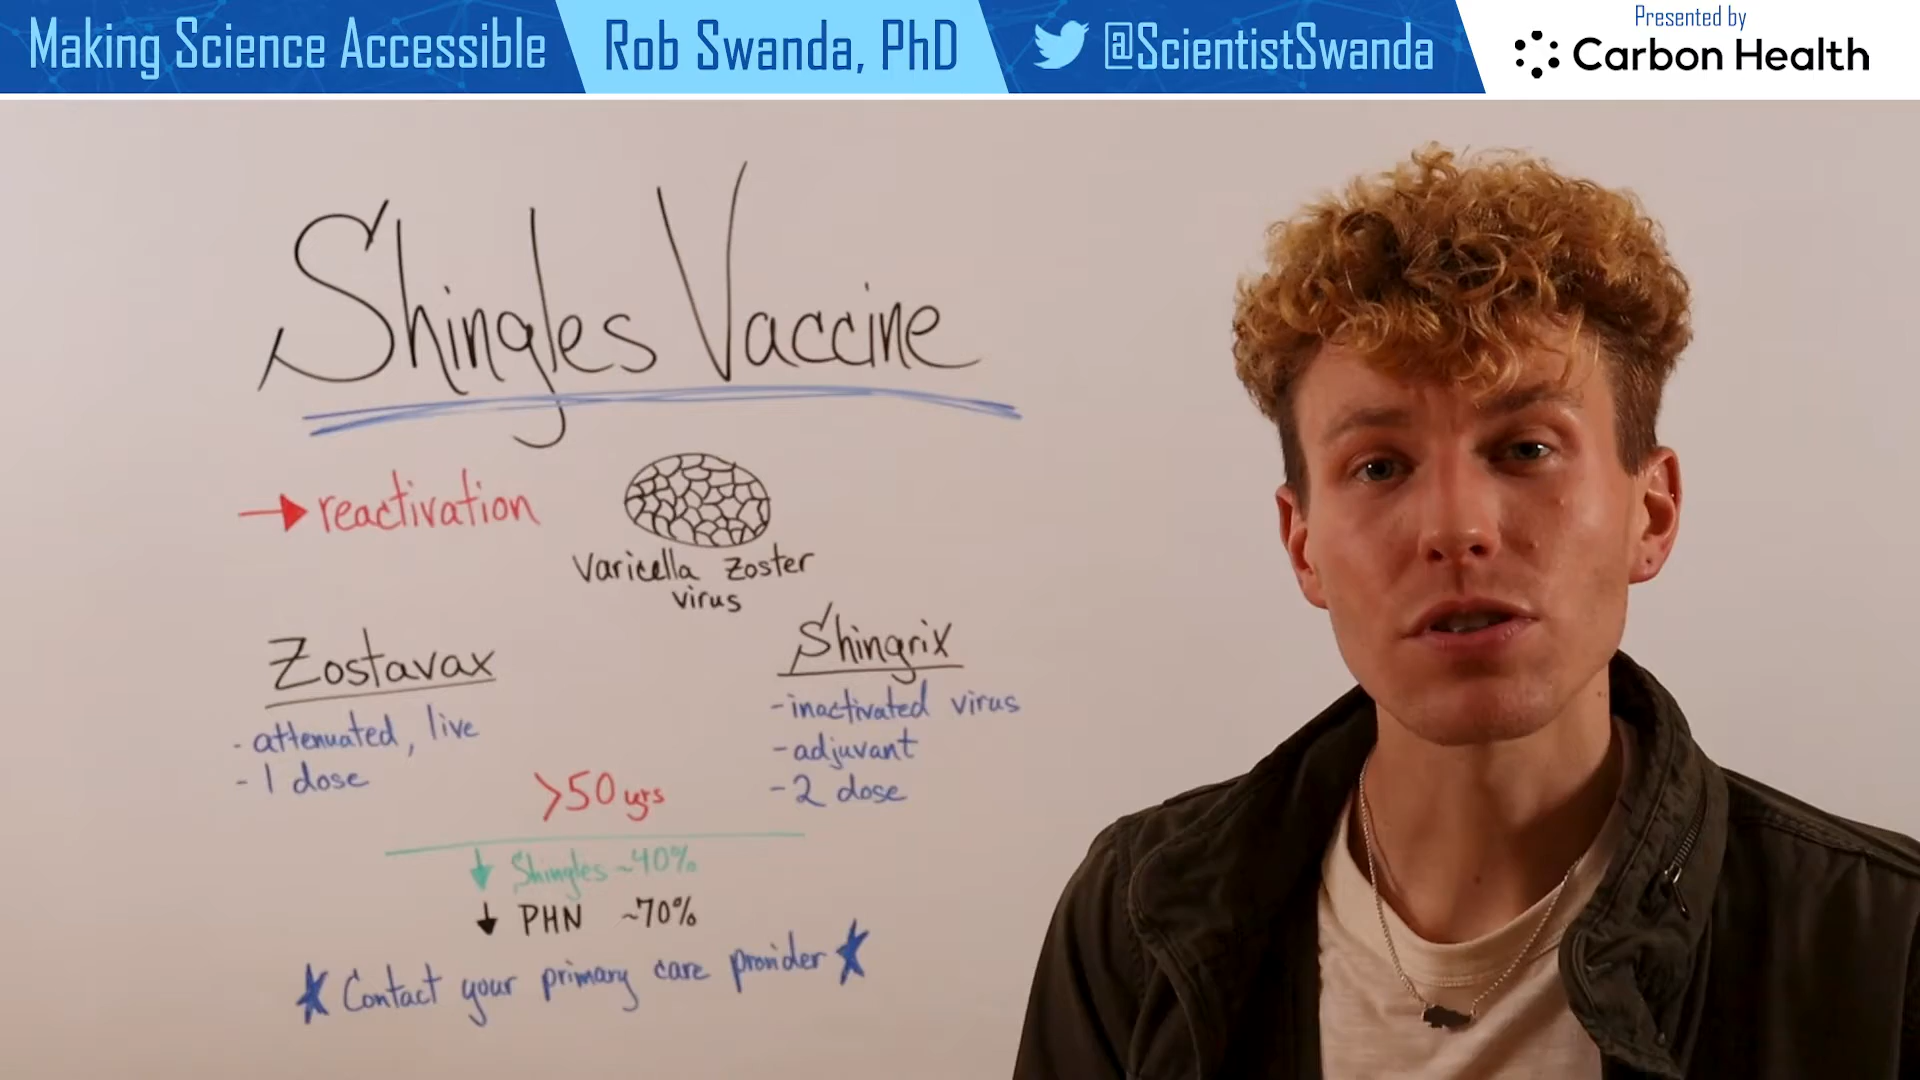 Making Science Accessible
Rob Swanda, PhD
@ScientistSwanda
Presented by
Carbon Health
Shingles Vaccine
reactivation
Varicella Zoster
virus
Zostavax
- attenuated, live
- 1 dose
Shingrix
- inactivated virus
- adjuvant
- 2 dose
>50 yrs
↓ Shingles ~40%
↓ PHN ~70%
★ Contact your primary care provider ★